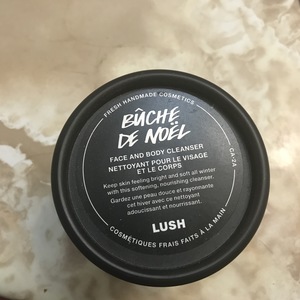 FRESH HANDMADE COSMETICS
BÛCHE
DE NOËL
FACE AND BODY CLEANSER
NETTOYANT POUR LE VISAGE
ET LE CORPS
Keep skin feeling bright and soft all winter
with this softening, nourishing cleanser.
Gardez une peau douce et rayonnante
cet hiver avec ce nettoyant
adoucissant et nourrissant.
LUSH
CA-2A
COSMÉTIQUES FRAIS FAITS À LA MAIN